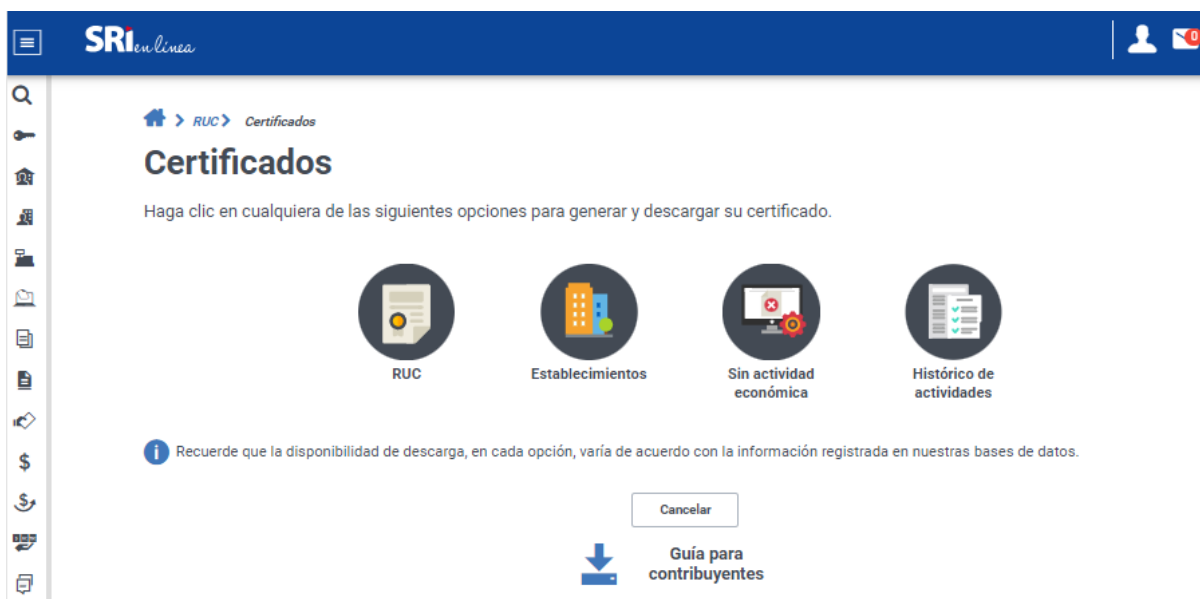 SRi en línea
0
RUC Certificados
Certificados
Haga clic en cualquiera de las siguientes opciones para generar y descargar su certificado.
RUC
Establecimientos
Sin actividad
económica
Histórico de
actividades
Recuerde que la disponibilidad de descarga, en cada opción, varía de acuerdo con la información registrada en nuestras bases de datos.
Cancelar
Guía para
contribuyentes